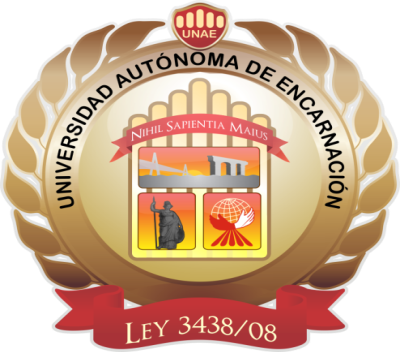 UNAE
UNIVERSIDAD AUTÓNOMA DE ENCARNACIÓN
NIHIL SAPIENTIA MAIUS
LEY 3438/08